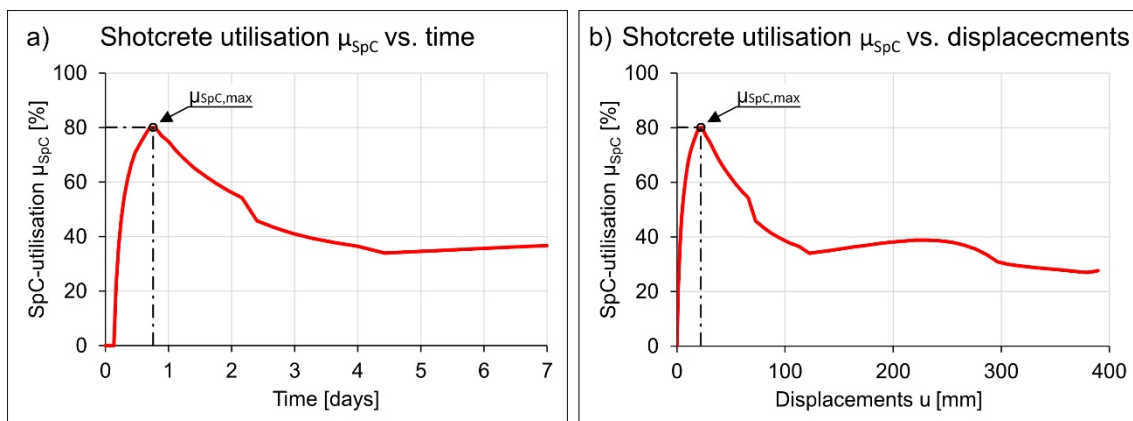 a) Shotcrete utilisation μSpC vs. time
μSpC,max
SpC-utilisation μSpC [%]
100
80
60
40
20
0
0 1 2 3 4 5 6 7
Time [days]
b) Shotcrete utilisation μSpC vs. displacecments
μSpC,max
SpC-utilisation μSpC [%]
100
80
60
40
20
0
0 100 200 300 400
Displacements u [mm]